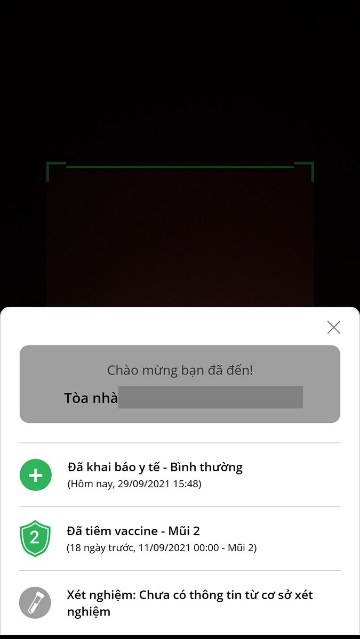 Chào mừng bạn đã đến!
Tòa nhà
Đã khai báo y tế - Bình thường
(Hôm nay, 29/09/2021 15:48)
2
Đã tiêm vaccine - Mũi 2
(18 ngày trước, 11/09/2021 00:00 - Mũi 2)
Xét nghiệm: Chưa có thông tin từ cơ sở xét
nghiệm